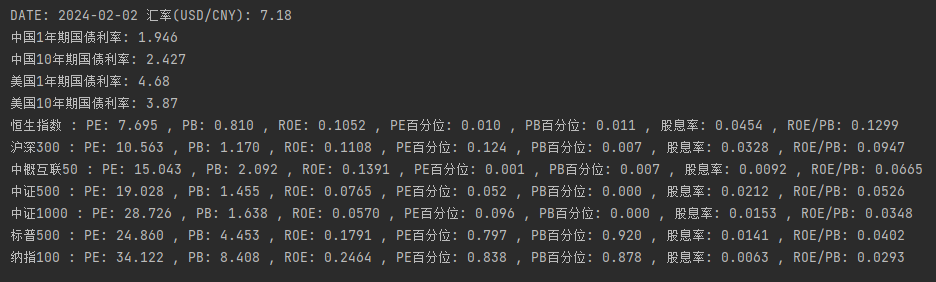 DATE: 2024-02-02 汇率(USD/CNY): 7.18
中国1年期国债利率: 1.946
中国10年期国债利率: 2.427
美国1年期国债利率: 4.68
美国10年期国债利率: 3.87
恒生指数 : PE: 7.695 , PB: 0.810 , ROE: 0.1052 , PE百分位: 0.010 , PB百分位: 0.011 , 股息率: 0.0454 , ROE/PB: 0.1299
沪深300 : PE: 10.563 , PB: 1.170 , ROE: 0.1108 , PE百分位: 0.124 , PB百分位: 0.007 , 股息率: 0.0328 , ROE/PB: 0.0947
中概互联50 : PE: 15.043 , PB: 2.092 , ROE: 0.1391 , PE百分位: 0.001 , PB百分位: 0.007 , 股息率: 0.0092 , ROE/PB: 0.0665
中证500 : PE: 19.028 , PB: 1.455 , ROE: 0.0765 , PE百分位: 0.052 , PB百分位: 0.000 , 股息率: 0.0212 , ROE/PB: 0.0526
中证1000 : PE: 28.726 , PB: 1.638 , ROE: 0.0570 , PE百分位: 0.096 , PB百分位: 0.000 , 股息率: 0.0153 , ROE/PB: 0.0348
标普500 : PE: 24.860 , PB: 4.453 , ROE: 0.1791 , PE百分位: 0.797 , PB百分位: 0.920 , 股息率: 0.0141 , ROE/PB: 0.0402
纳指100 : PE: 34.122 , PB: 8.408 , ROE: 0.2464 , PE百分位: 0.838 , PB百分位: 0.878 , 股息率: 0.0063 , ROE/PB: 0.0293